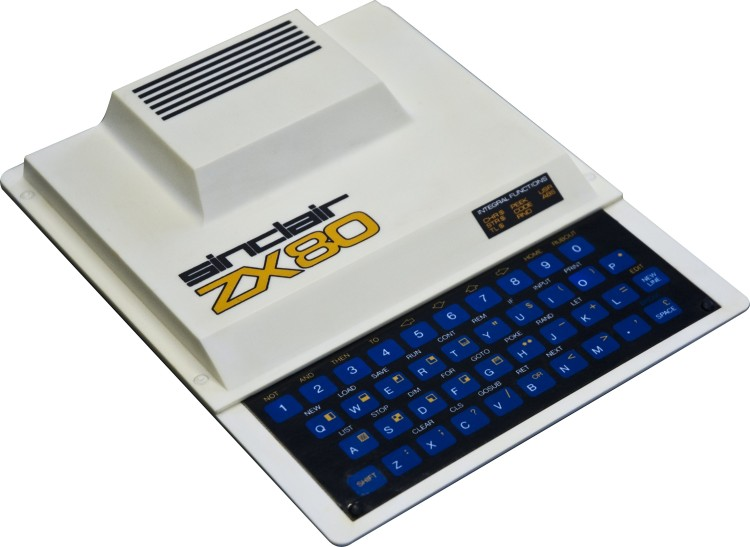 sinclair
ZX80
INTEGRAL FUNCTIONS
CHR$ PEEK USR
STR$ CODE ABS
TL$ RND
NOT AND THEN TO HOME RUBOUT
1 2 3 4 5 6 7 8 9 0
NEW LOAD SAVE RUN CONT REM IF INPUT PRINT
Q W E R T Y " U $ I ( O ) P *
LIST STOP DIM FOR GOTO POKE RAND LET EDIT
A S D F G H ** J - K + L = NEW LINE
CLEAR CLS GOSUB RET OR NEXT
SHIFT Z : X ; C ? V / B N < M > . , SPACE £